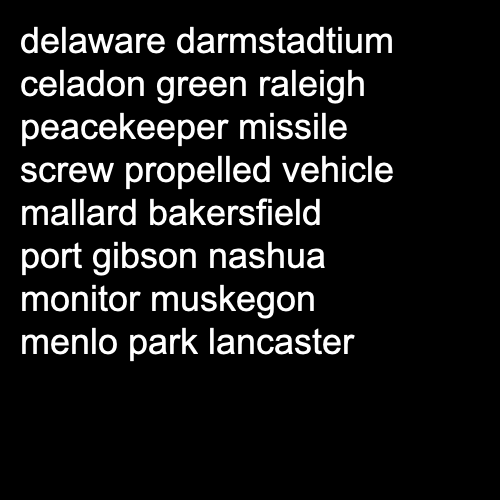 delaware darmstadtium
celadon green raleigh
peacekeeper missile
screw propelled vehicle
mallard bakersfield
port gibson nashua
monitor muskegon
menlo park lancaster